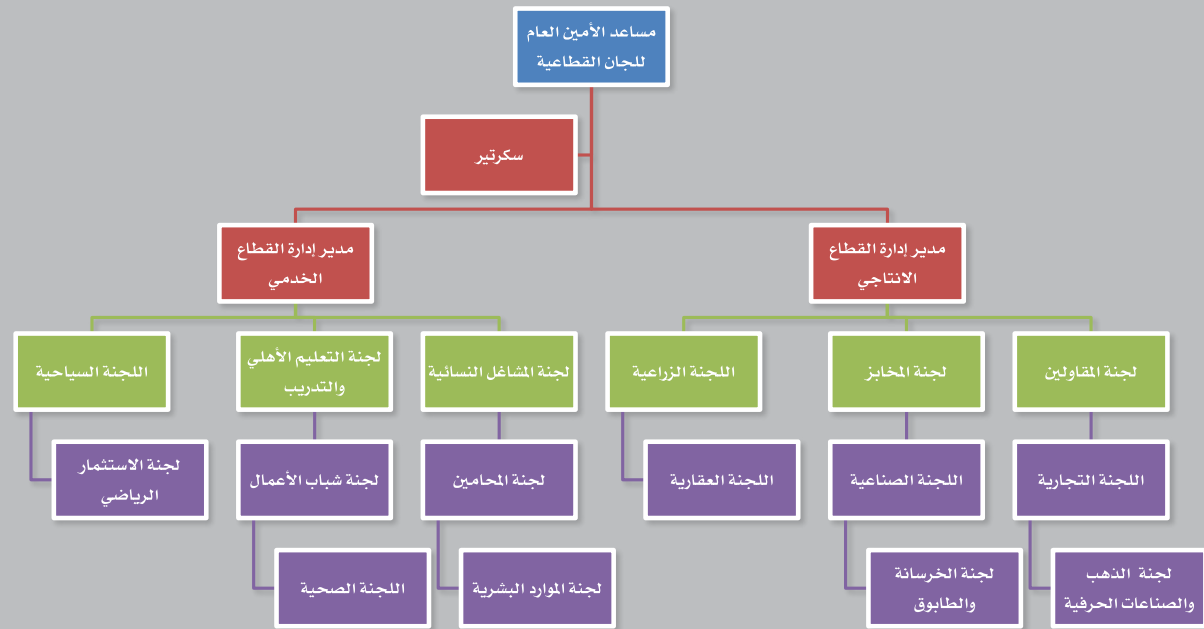 مساعد الأمين العام
للجان القطاعية
سكرتير
مدير إدارة القطاع
الانتاجي
مدير إدارة القطاع
الخدمي
لجنة المقاولين
لجنة المخابز
اللجنة الزراعية
لجنة المشاغل النسائية
لجنة التعليم الأهلي
والتدريب
اللجنة السياحية
اللجنة التجارية
اللجنة الصناعية
اللجنة العقارية
لجنة المحامين
لجنة شباب الأعمال
لجنة الاستثمار
الرياضي
لجنة الذهب
والصناعات الحرفية
لجنة الخرسانة
والطابوق
لجنة الموارد البشرية
اللجنة الصحية